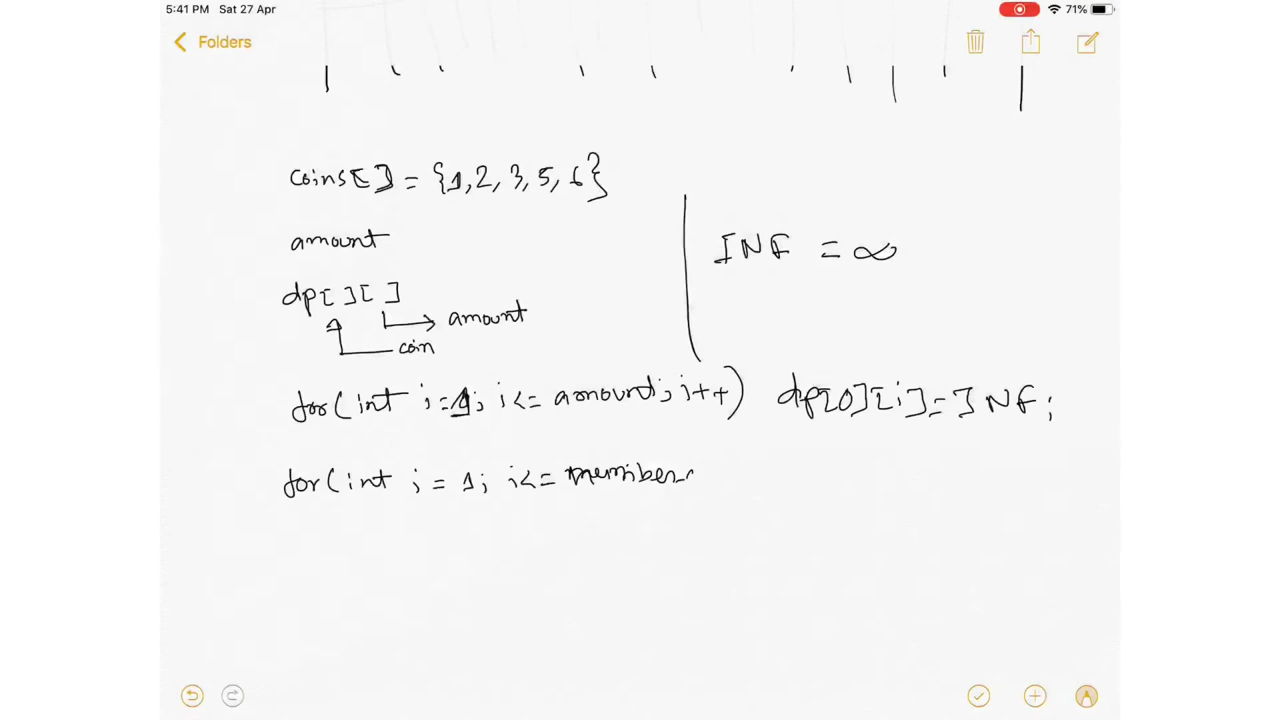 5:41 PM Sat 27 Apr
71%
Folders
coins[] = {1, 2, 3, 5, 6}
amount
INF = ∞
dp[][]
amount
coin
for(int i=1; i<= amount; i++) dp[0][i]=INF;
for(int i = 1; i<=